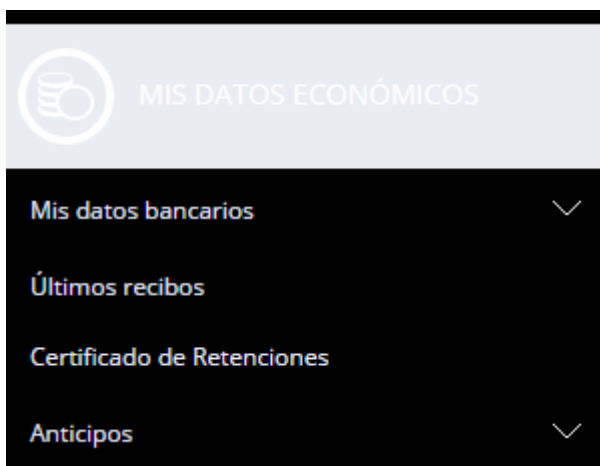 MIS DATOS ECONÓMICOS
Mis datos bancarios
Últimos recibos
Certificado de Retenciones
Anticipos